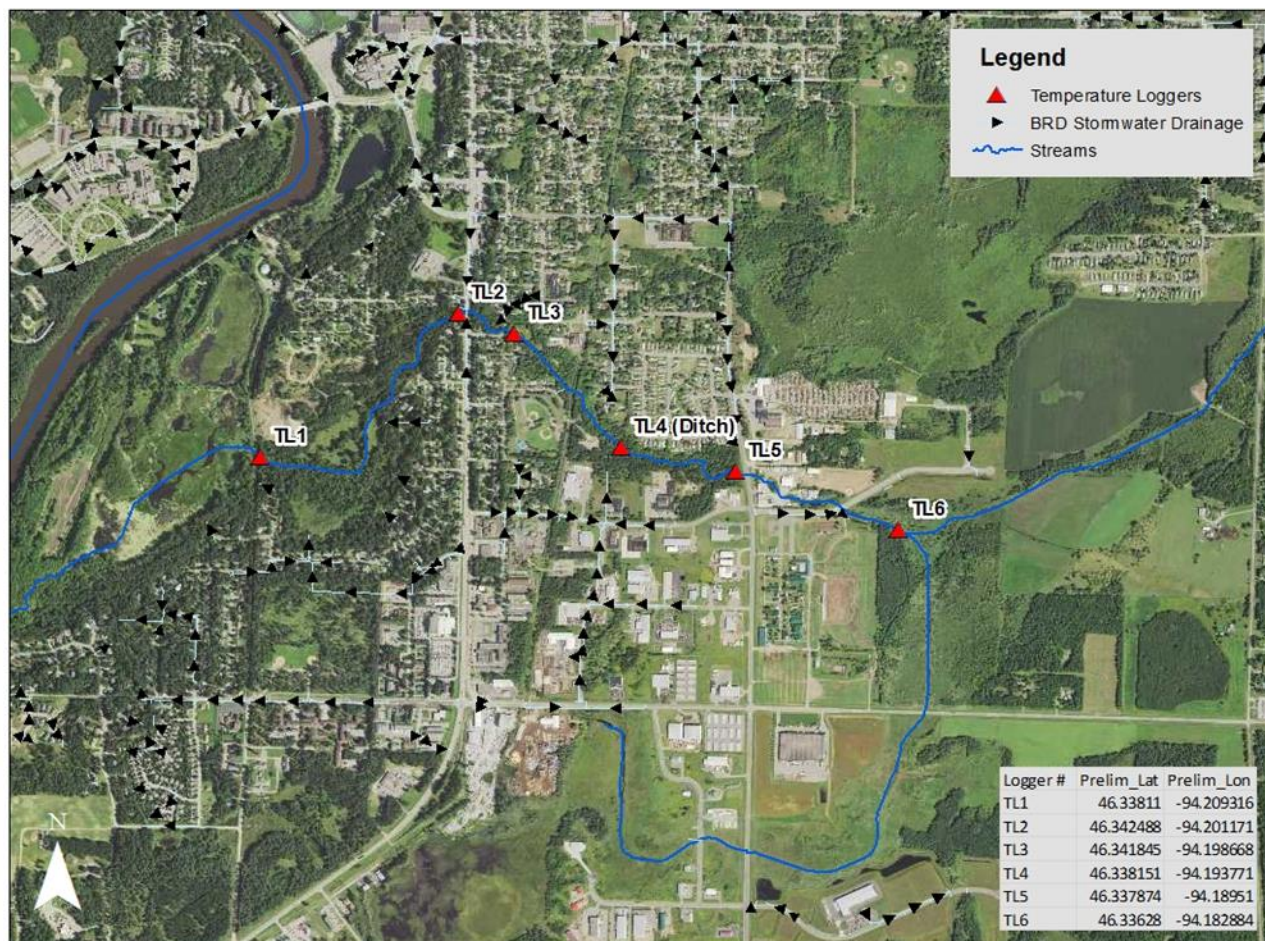 Legend
Temperature Loggers
BRD Stormwater Drainage
Streams
TL2
TL3
TL1
TL4 (Ditch)
TL5
TL6
N
Logger # Prelim_Lat Prelim_Lon
TL1 46.33811 -94.209316
TL2 46.342488 -94.201171
TL3 46.341845 -94.198668
TL4 46.338151 -94.193771
TL5 46.337874 -94.18951
TL6 46.33628 -94.182884